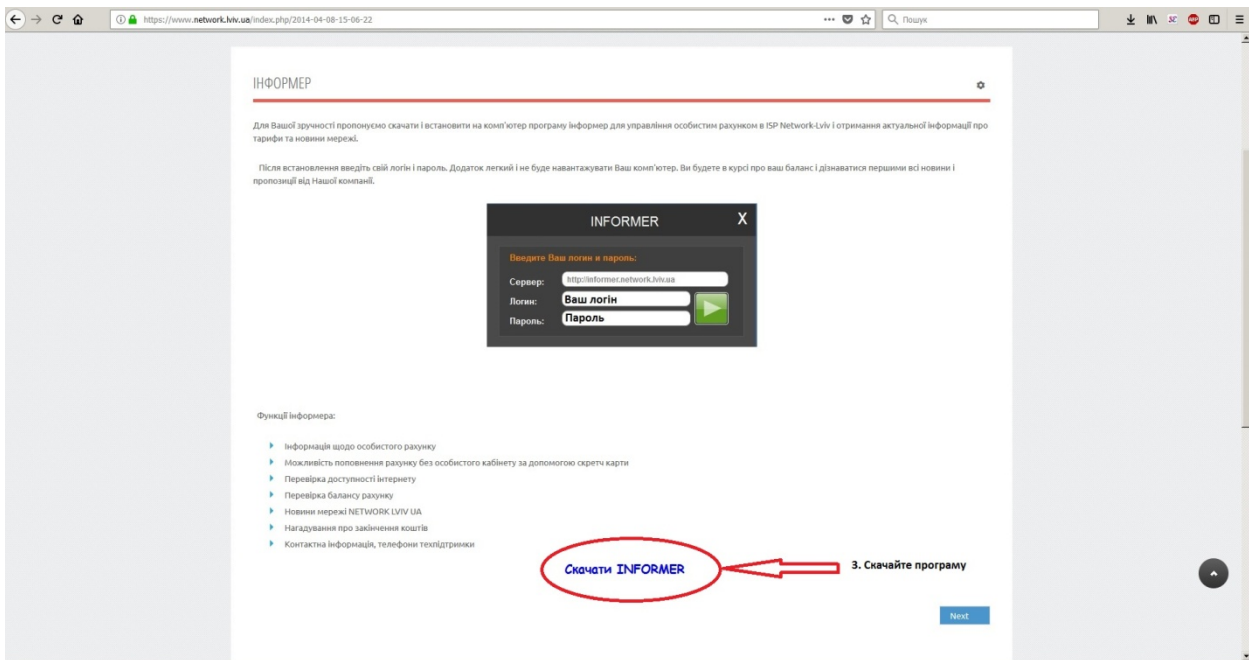 https://www.network.lviv.ua/index.php/2014-04-08-15-06-22
Пошук
ІНФОРМЕР
Для Вашої зручності пропонуємо скачати і встановити на комп'ютер програму інформер для управління особистим рахунком в ISP Network-Lviv і отримання актуальної інформації про
тарифи та новини мережі.
Після встановлення введіть свій логін і пароль. Додаток легкий і не буде навантажувати Ваш комп'ютер. Ви будете в курсі про ваш баланс і дізнаватися першими всі новини і
пропозиції від Нашої компанії.
INFORMER X
Введите Ваш логин и пароль:
Сервер: http://informer.network.lviv.ua
Логин: Ваш логін
Пароль: Пароль
Функції інформера:
Інформація щодо особистого рахунку
Можливість поповнення рахунку без особистого кабінету за допомогою скретч карти
Перевірка доступності інтернету
Перевірка балансу рахунку
Новини мережі NETWORK LVIV UA
Нагадування про закінчення коштів
Контактна інформація, телефони техпідтримки
Скачати INFORMER
3. Скачайте програму
Next